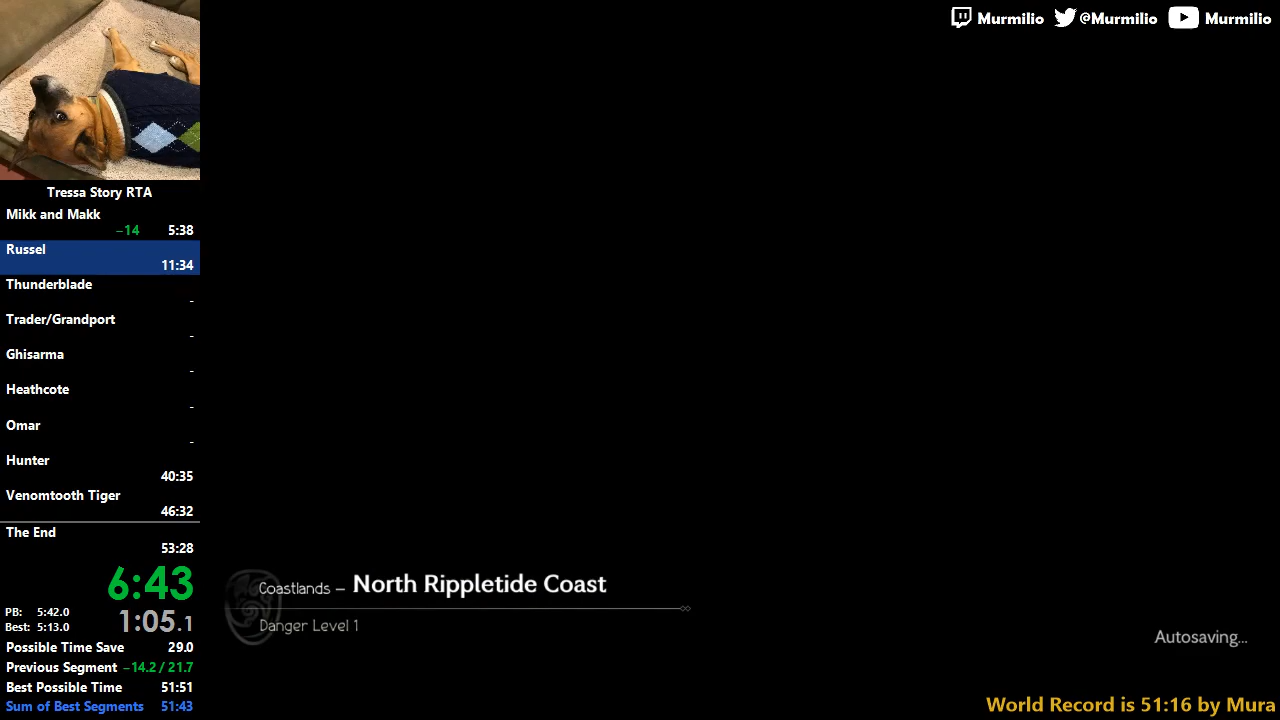 Murmilio @Murmilio Murmilio
Tressa Story RTA
Mikk and Makk
−14 5:38
Russel
11:34
Thunderblade
-
Trader/Grandport
-
Ghisarma
-
Heathcote
-
Omar
-
Hunter
40:35
Venomtooth Tiger
46:32
The End
53:28
6:43
PB: 5:42.0
Best: 5:13.0
1:05.1
Possible Time Save 29.0
Previous Segment −14.2 / 21.7
Best Possible Time 51:51
Sum of Best Segments 51:43
Coastlands – North Rippletide Coast
Danger Level 1
Autosaving...
World Record is 51:16 by Mura